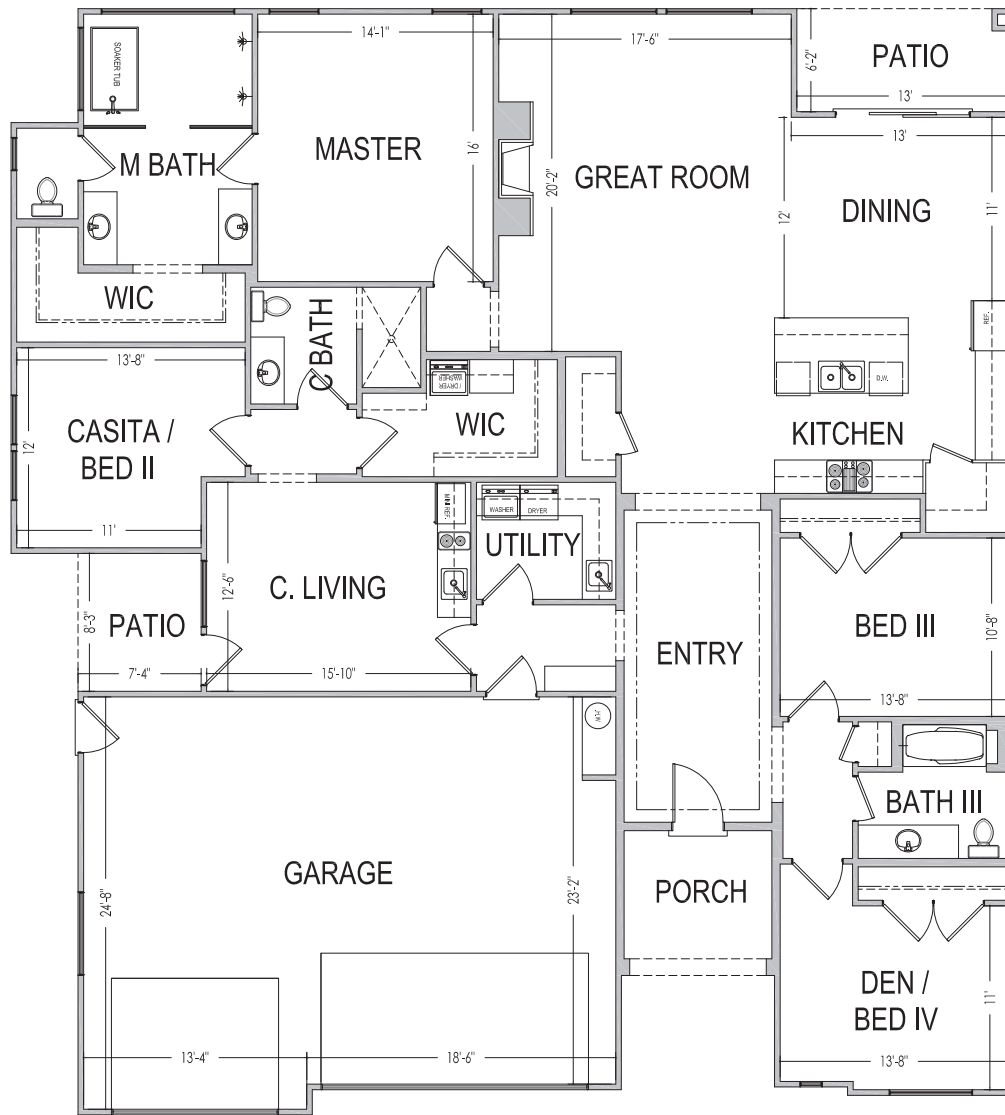 14'-1"
17'-6"
PATIO
6'-2"
13'
SOAKER TUB
13'
M BATH
MASTER
16'
GREAT ROOM
20'-2"
12'
DINING
11'
WIC
REF.
C BATH
13'-8"
WASHER
/ DRYER
D.W.
CASITA /
BED II
12'
WIC
KITCHEN
11'
MINI REF.
WASHER
DRYER
UTILITY
12'-6"
C. LIVING
PATIO
8'-3"
7'-4"
15'-10"
ENTRY
BED III
10'-8"
13'-8"
H.W.
BATH III
GARAGE
24'-8"
23'-2"
PORCH
DEN /
BED IV
11'
13'-4"
18'-6"
13'-8"